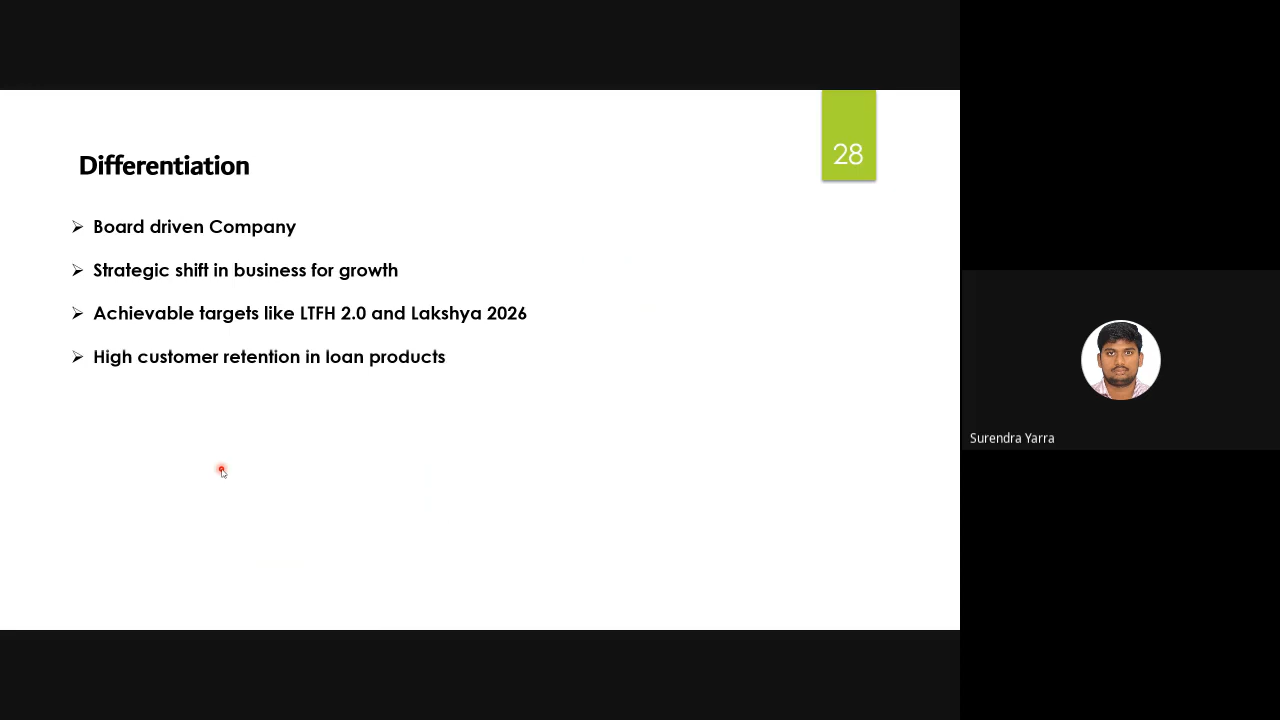 28
Differentiation
Board driven Company
Strategic shift in business for growth
Achievable targets like LTFH 2.0 and Lakshya 2026
High customer retention in loan products
Surendra Yarra